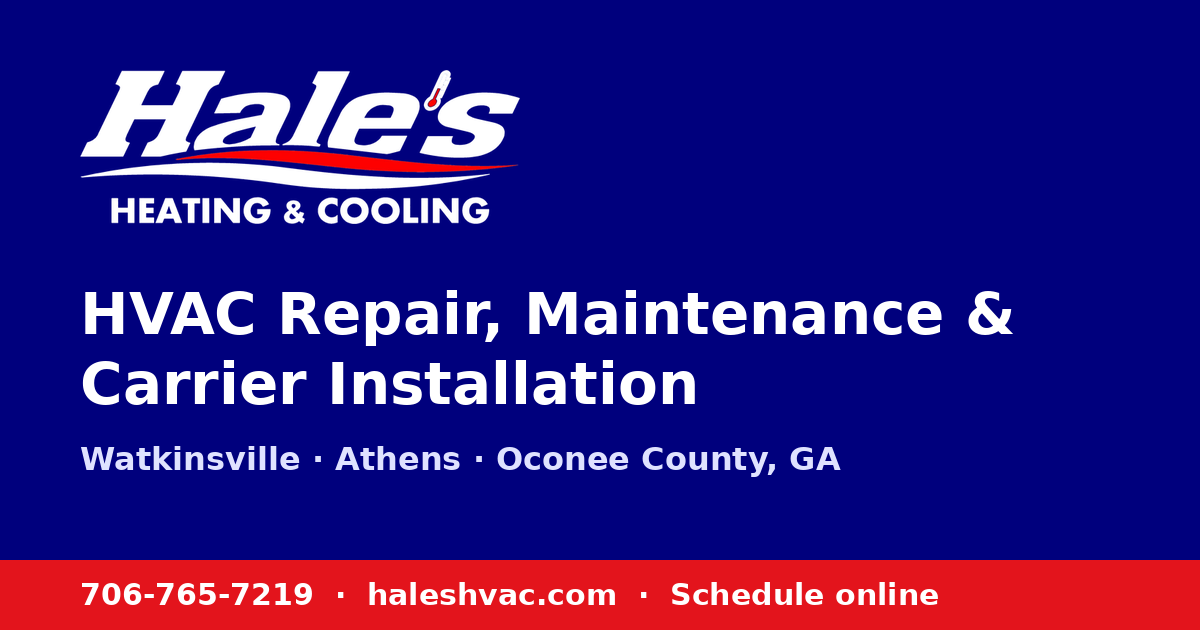 Hale's
HEATING & COOLING
HVAC Repair, Maintenance &
Carrier Installation
Watkinsville · Athens · Oconee County, GA
706-765-7219 · haleshvac.com · Schedule online